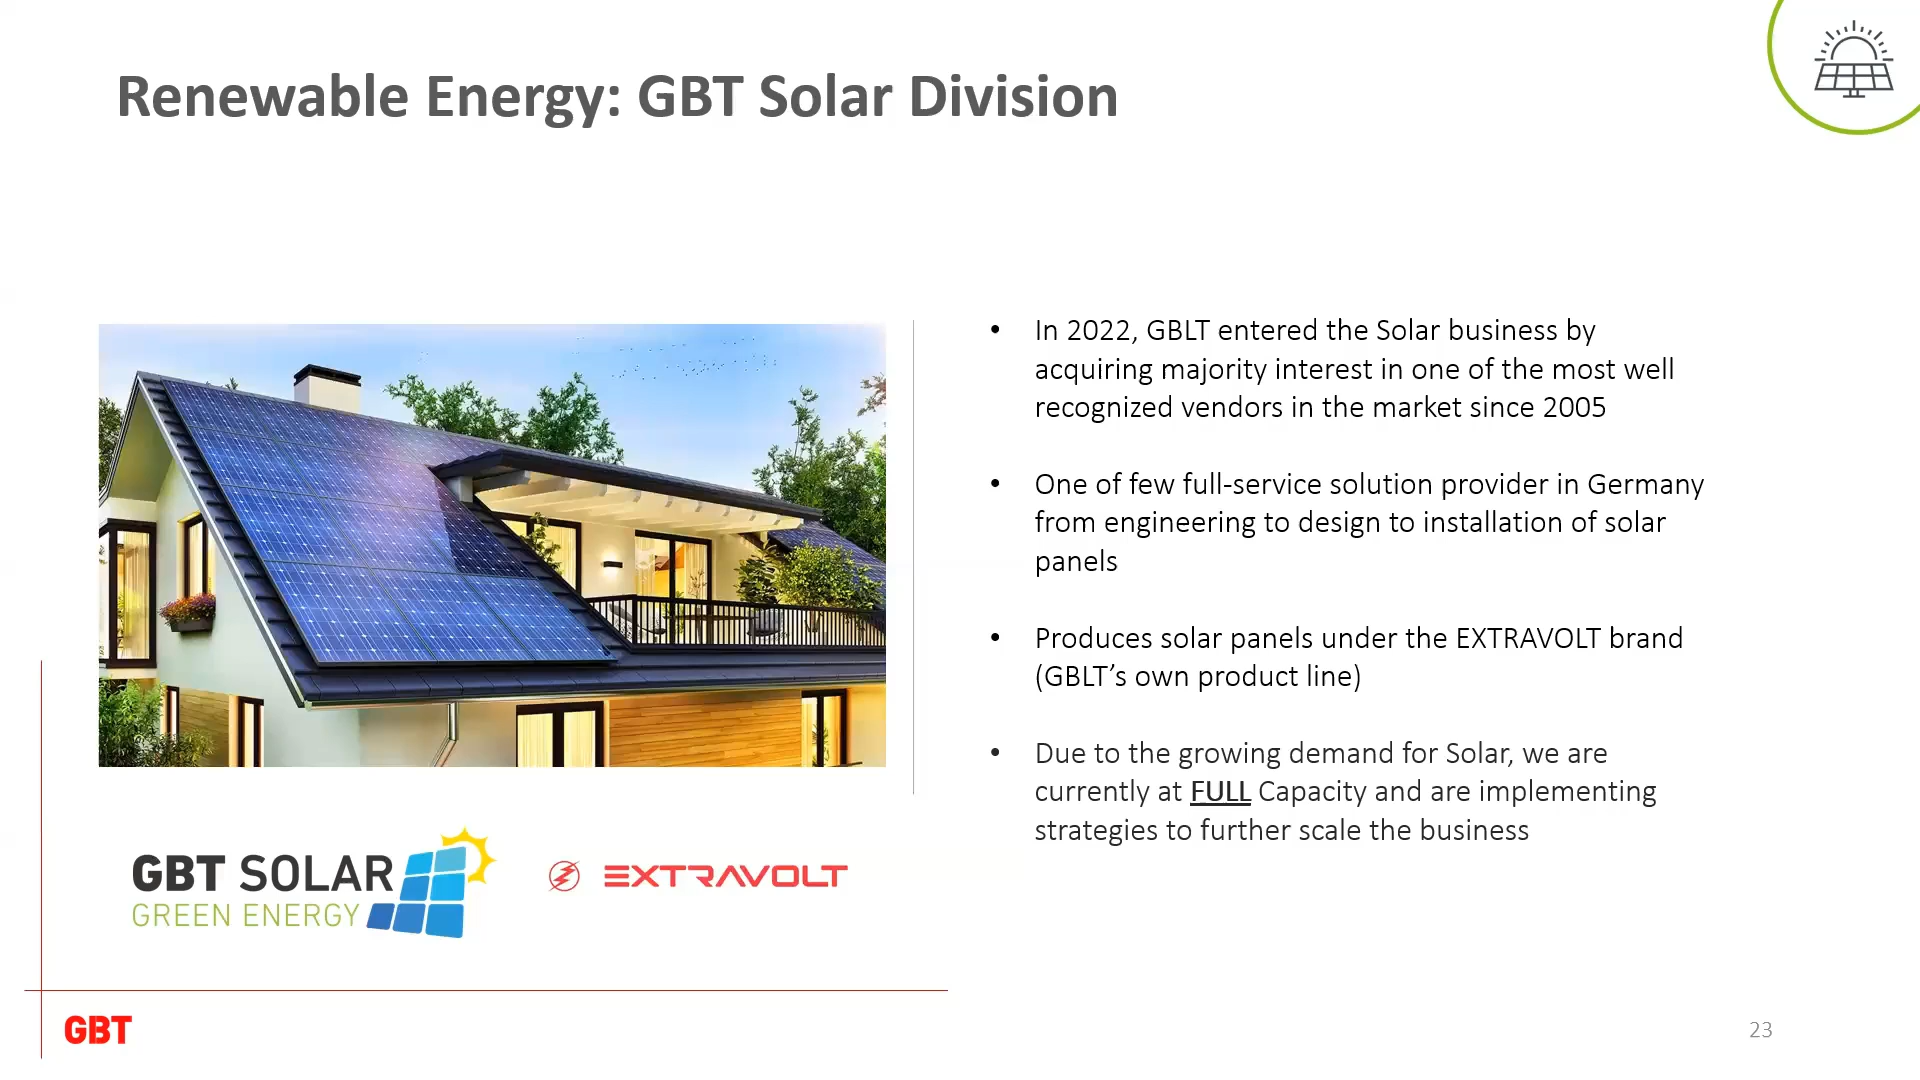 Renewable Energy: GBT Solar Division
• In 2022, GBLT entered the Solar business by
acquiring majority interest in one of the most well
recognized vendors in the market since 2005
• One of few full-service solution provider in Germany
from engineering to design to installation of solar
panels
• Produces solar panels under the EXTRAVOLT brand
(GBLT’s own product line)
• Due to the growing demand for Solar, we are
currently at FULL Capacity and are implementing
strategies to further scale the business
GBT SOLAR
GREEN ENERGY
EXTRAVOLT
GBT
23